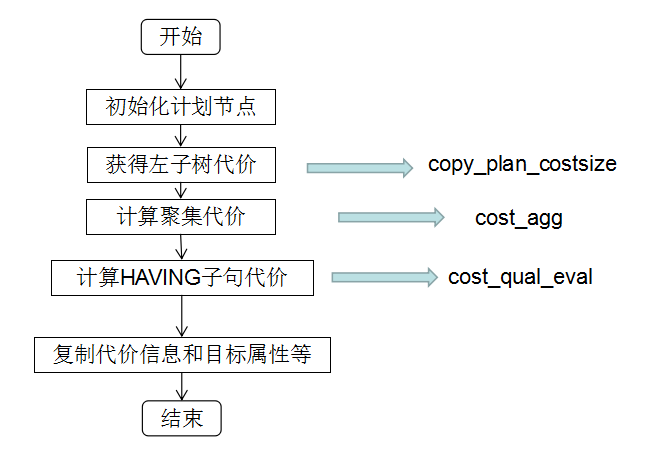 开始
初始化计划节点
获得左子树代价
copy_plan_costsize
计算聚集代价
cost_agg
计算HAVING子句代价
cost_qual_eval
复制代价信息和目标属性等
结束